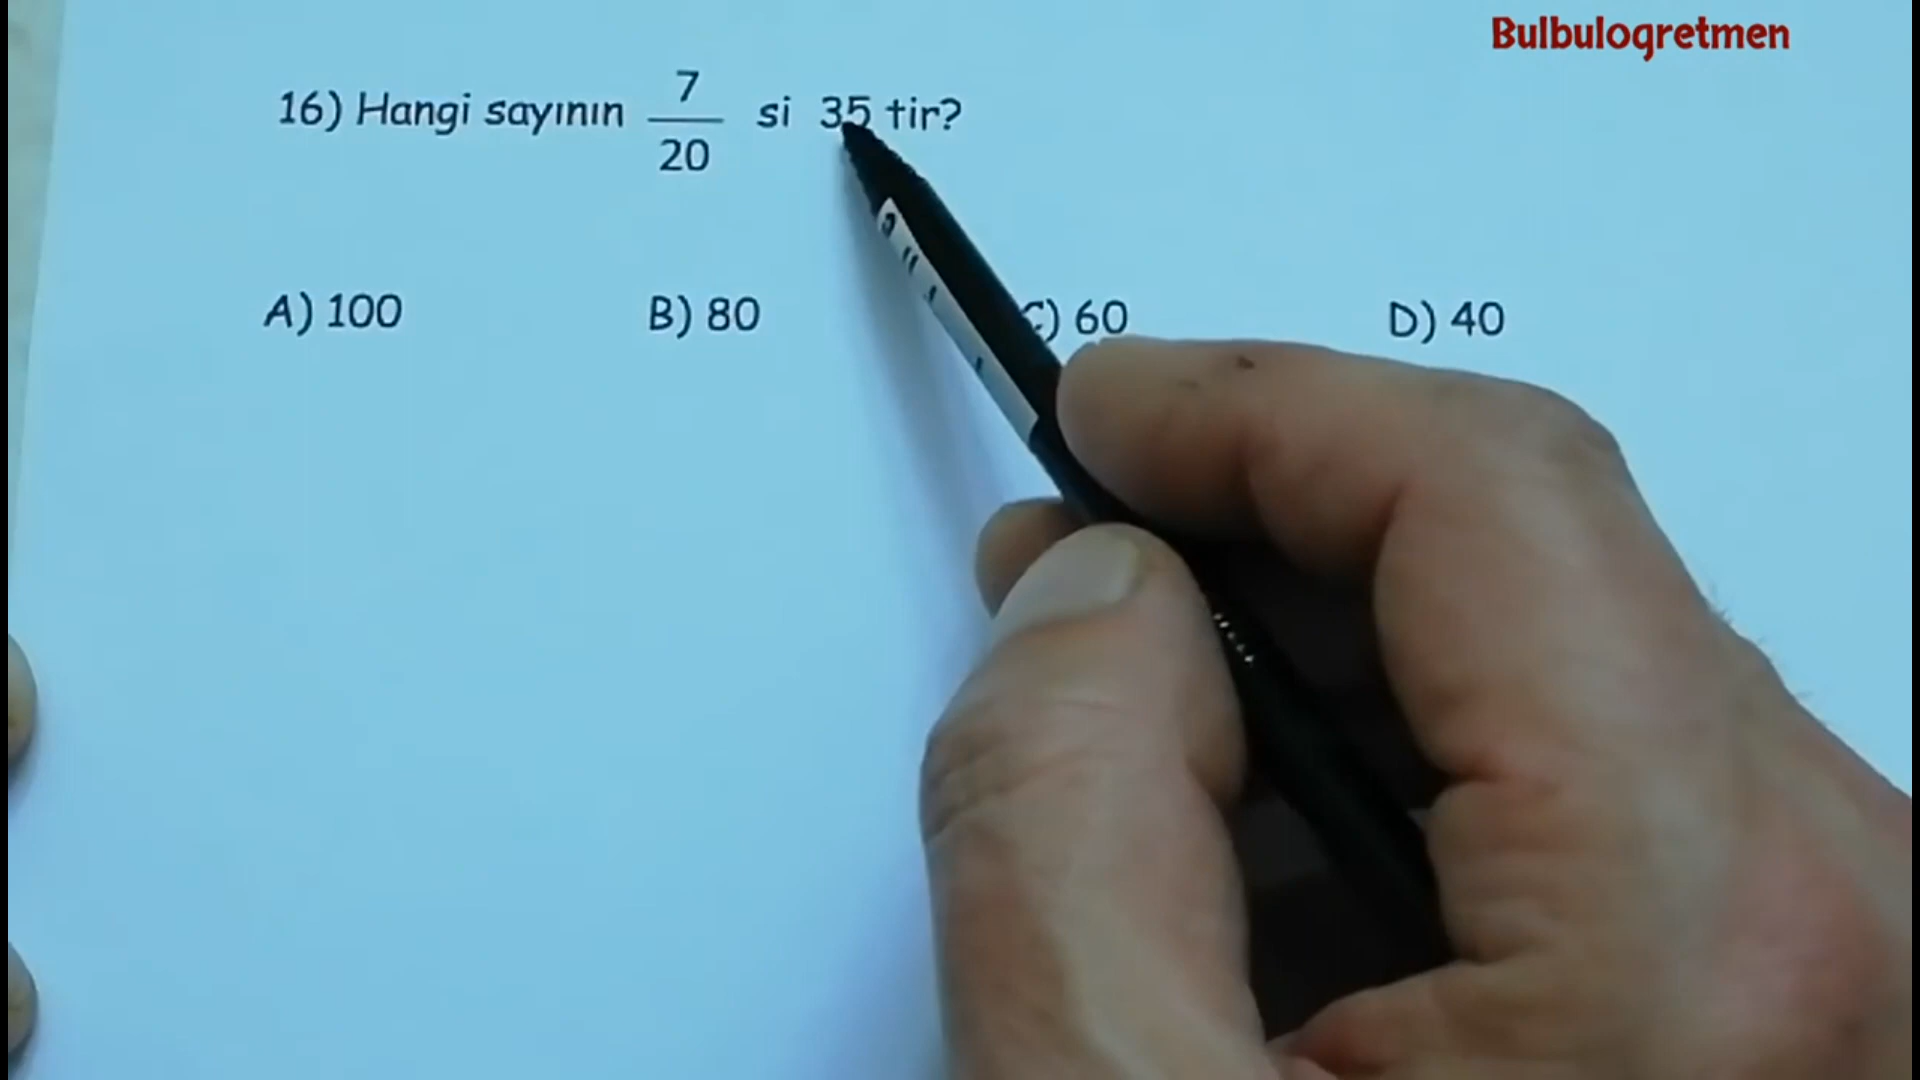 Bulbulogretmen
16) Hangi sayının 7/20 si 35 tir?
A) 100 B) 80 C) 60 D) 40